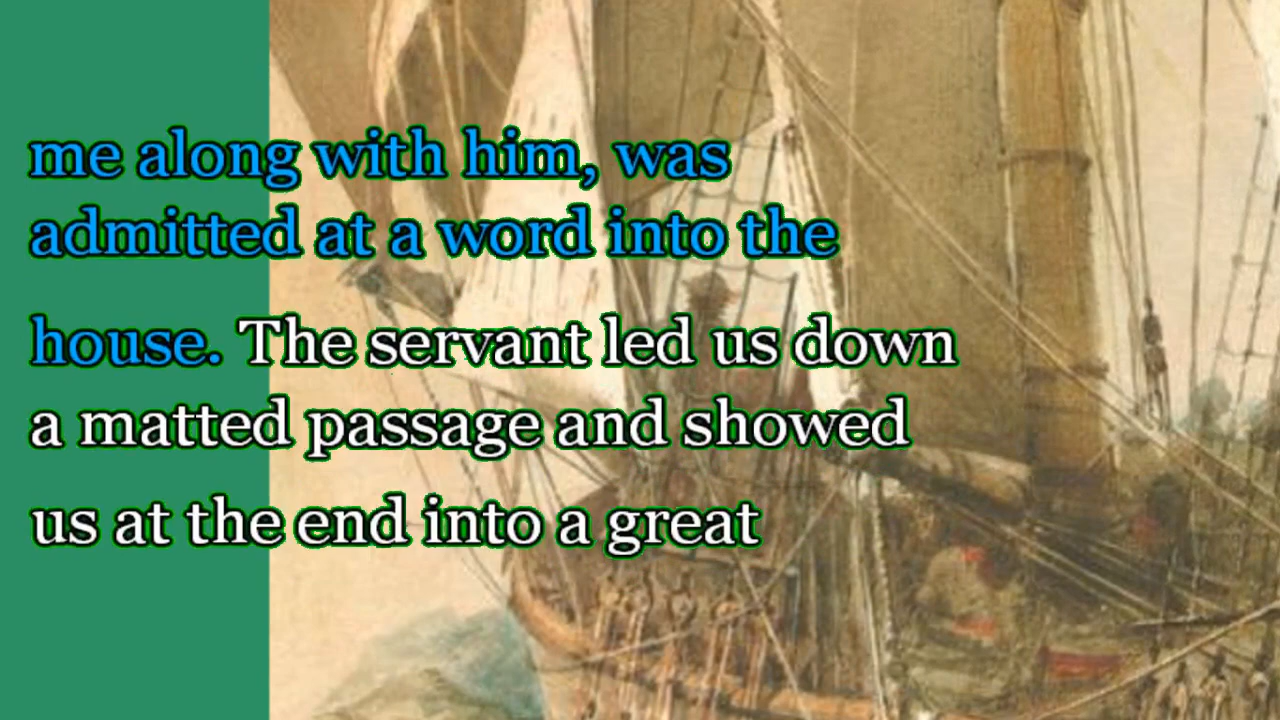 me along with him, was
admitted at a word into the
house. The servant led us down
a matted passage and showed
us at the end into a great